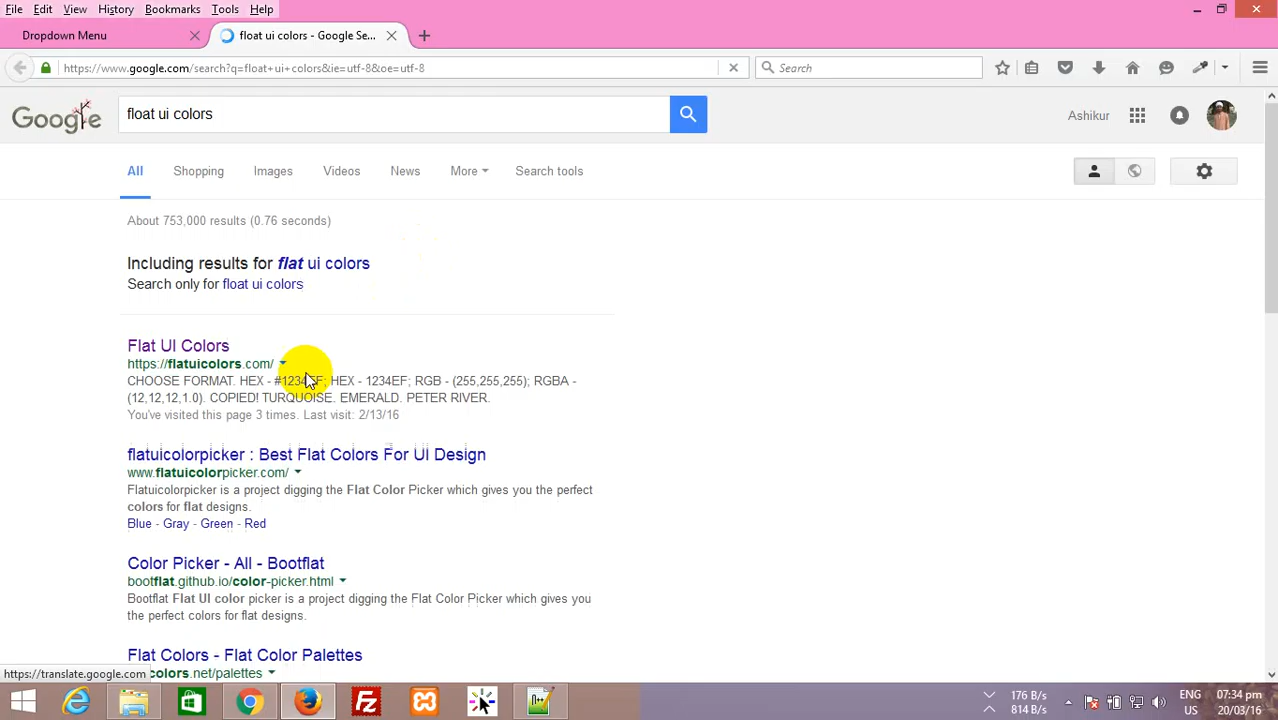 File Edit View History Bookmarks Tools Help
Dropdown Menu
float ui colors - Google Se...
https://www.google.com/search?q=float+ui+colors&ie=utf-8&oe=utf-8
Search
Google
float ui colors
Ashikur
All Shopping Images Videos News More Search tools
About 753,000 results (0.76 seconds)
Including results for flat ui colors
Search only for float ui colors
Flat UI Colors
https://flatuicolors.com/
CHOOSE FORMAT. HEX - #1234EF; HEX - 1234EF; RGB - (255,255,255); RGBA -
(12,12,12,1.0). COPIED! TURQUOISE. EMERALD. PETER RIVER.
You've visited this page 3 times. Last visit: 2/13/16
flatuicolorpicker : Best Flat Colors For UI Design
www.flatuicolorpicker.com/
Flatuicolorpicker is a project digging the Flat Color Picker which gives you the perfect
colors for flat designs.
Blue - Gray - Green - Red
Color Picker - All - Bootflat
bootflat.github.io/color-picker.html
Bootflat Flat UI color picker is a project digging the Flat Color Picker which gives you
the perfect colors for flat designs.
Flat Colors - Flat Color Palettes
colors.net/palettes
https://translate.google.com
176 B/s
814 B/s
ENG
US
07:34 pm
20/03/16